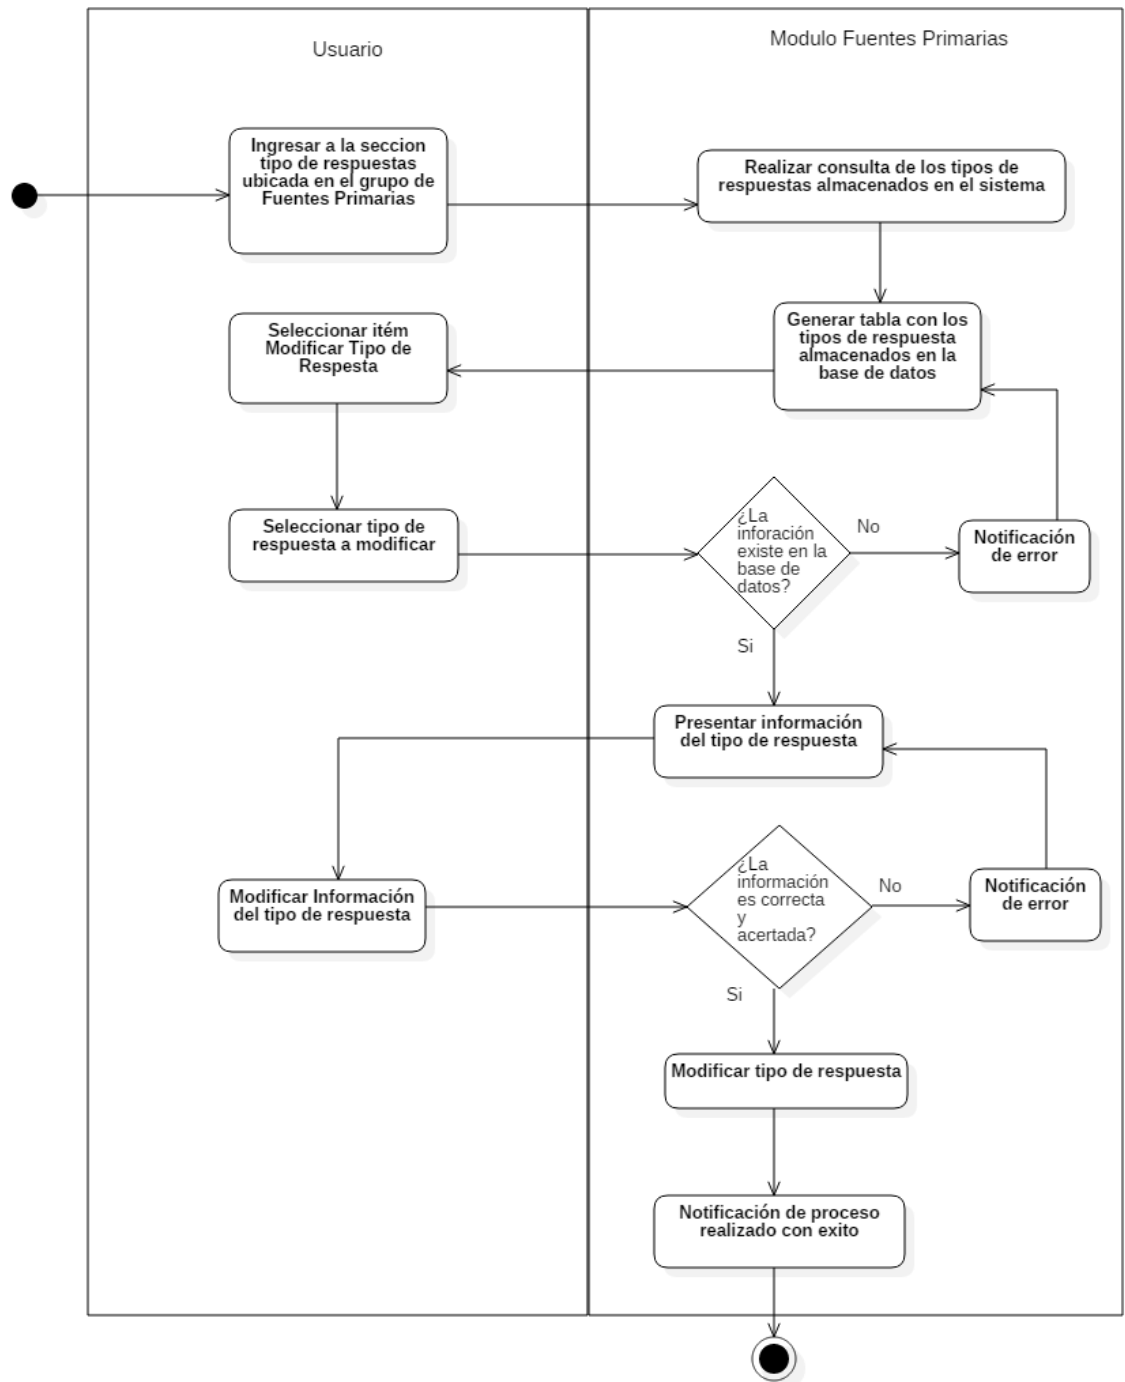 Usuario
Modulo Fuentes Primarias
Ingresar a la seccion
tipo de respuestas
ubicada en el grupo de
Fuentes Primarias
Realizar consulta de los tipos de
respuestas almacenados en el sistema
Generar tabla con los
tipos de respuesta
almacenados en la
base de datos
Seleccionar itém
Modificar Tipo de
Respesta
Seleccionar tipo de
respuesta a modificar
¿La
inforación
existe en la
base de
datos?
No
Notificación
de error
Si
Presentar información
del tipo de respuesta
Modificar Información
del tipo de respuesta
¿La
información
es correcta
y
acertada?
No
Notificación
de error
Si
Modificar tipo de respuesta
Notificación de proceso
realizado con exito